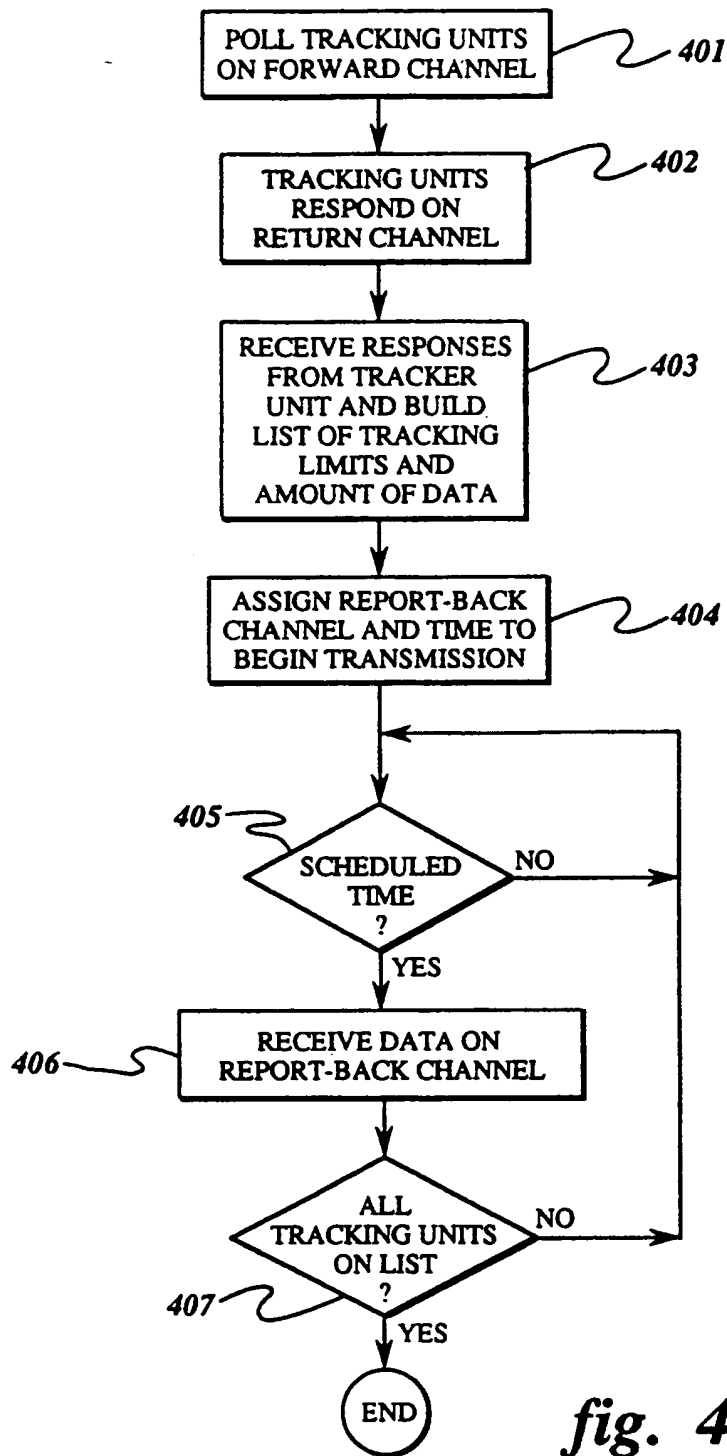 POLL TRACKING UNITS
ON FORWARD CHANNEL
401
TRACKING UNITS
RESPOND ON
RETURN CHANNEL
402
RECEIVE RESPONSES
FROM TRACKER
UNIT AND BUILD
LIST OF TRACKING
LIMITS AND
AMOUNT OF DATA
403
ASSIGN REPORT-BACK
CHANNEL AND TIME TO
BEGIN TRANSMISSION
404
405
SCHEDULED
TIME
?
NO
YES
RECEIVE DATA ON
REPORT-BACK CHANNEL
406
ALL
TRACKING UNITS
ON LIST
?
NO
407
YES
END
fig. 4